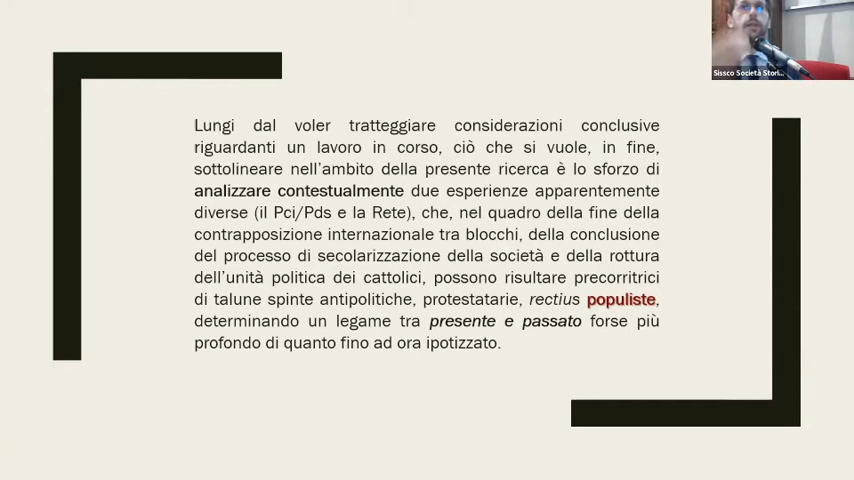 Sissco Società Stori...
Lungi dal voler tratteggiare considerazioni conclusive
riguardanti un lavoro in corso, ciò che si vuole, in fine,
sottolineare nell'ambito della presente ricerca è lo sforzo di
analizzare contestualmente due esperienze apparentemente
diverse (il Pci/Pds e la Rete), che, nel quadro della fine della
contrapposizione internazionale tra blocchi, della conclusione
del processo di secolarizzazione della società e della rottura
dell'unità politica dei cattolici, possono risultare precorritrici
di talune spinte antipolitiche, protestatarie, rectius populiste,
determinando un legame tra presente e passato forse più
profondo di quanto fino ad ora ipotizzato.